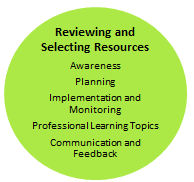 Reviewing and
Selecting Resources
Awareness
Planning
Implementation and
Monitoring
Professional Learning Topics
Communication and
Feedback